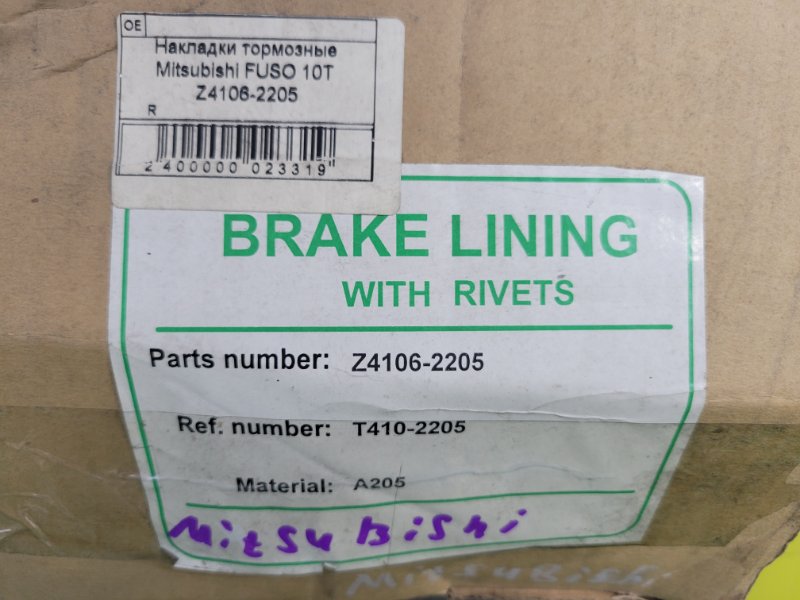 OE
Накладки тормозные
Mitsubishi FUSO 10T
Z4106-2205
R
2 400000 023319
BRAKE LINING
WITH RIVETS
Parts number: Z4106-2205
Ref. number: T410-2205
Material: A205
MitsuBiShi
MitsuBishi